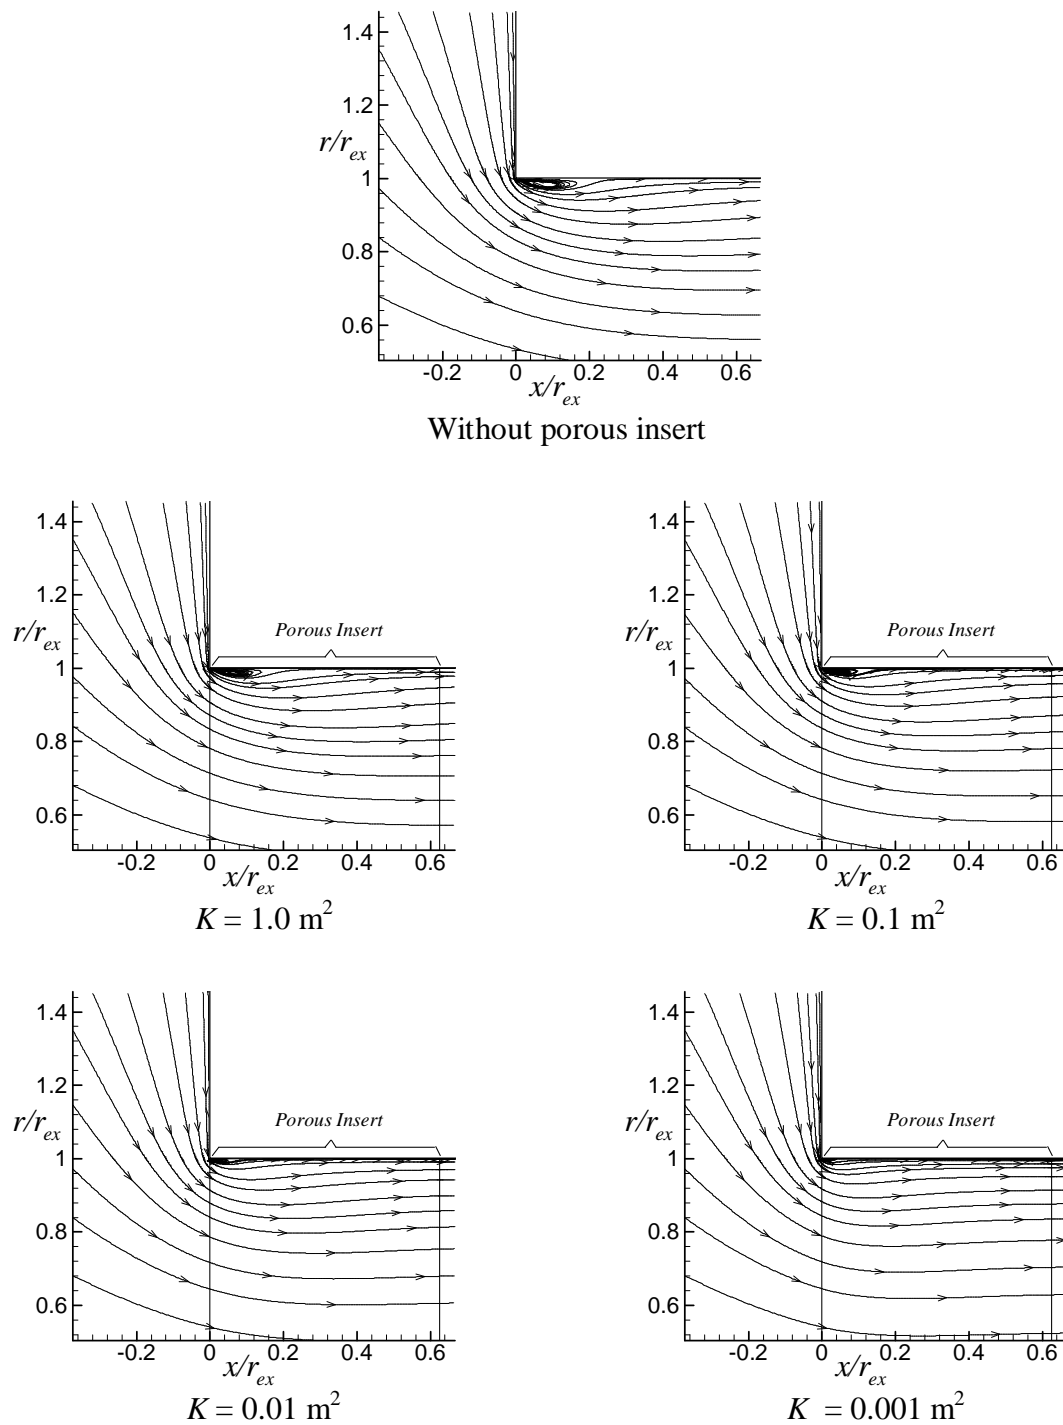 1.4
1.2
r/r_ex
1
0.8
0.6
-0.2 0 0.2 0.4 0.6
x/r_ex
Without porous insert
1.4
1.2
r/r_ex
Porous Insert
1
0.8
0.6
-0.2 0 0.2 0.4 0.6
x/r_ex
K = 1.0 m²
1.4
1.2
r/r_ex
Porous Insert
1
0.8
0.6
-0.2 0 0.2 0.4 0.6
x/r_ex
K = 0.1 m²
1.4
1.2
r/r_ex
Porous Insert
1
0.8
0.6
-0.2 0 0.2 0.4 0.6
x/r_ex
K = 0.01 m²
1.4
1.2
r/r_ex
Porous Insert
1
0.8
0.6
-0.2 0 0.2 0.4 0.6
x/r_ex
K = 0.001 m²